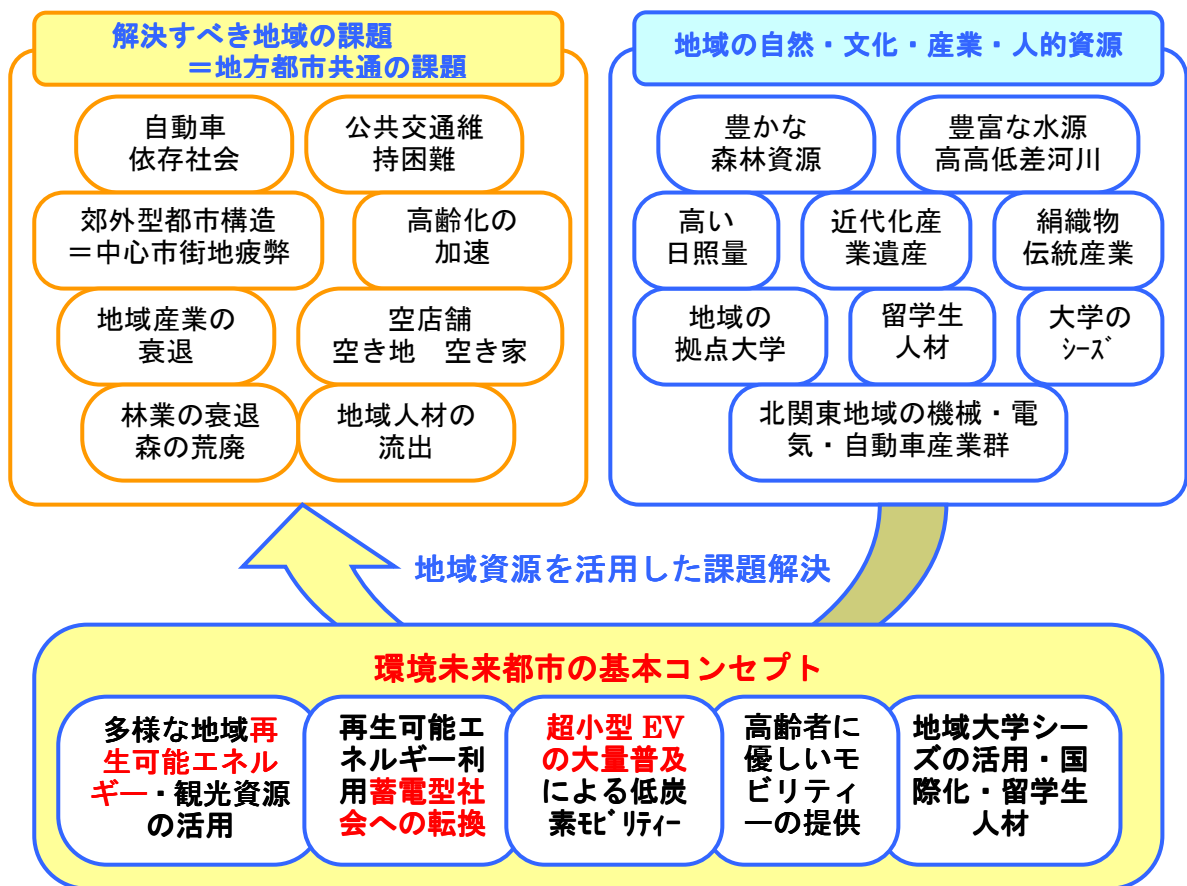 解決すべき地域の課題
＝地方都市共通の課題
自動車
依存社会
公共交通維
持困難
郊外型都市構造
＝中心市街地疲弊
高齢化の
加速
地域産業の
衰退
空店舗
空き地　空き家
林業の衰退
森の荒廃
地域人材の
流出
地域の自然・文化・産業・人的資源
豊かな
森林資源
豊富な水源
高高低差河川
高い
日照量
近代化産
業遺産
絹織物
伝統産業
地域の
拠点大学
留学生
人材
大学の
ｼｰｽﾞ
北関東地域の機械・電
気・自動車産業群
地域資源を活用した課題解決
環境未来都市の基本コンセプト
多様な地域再
生可能エネル
ギー・観光資源
の活用
再生可能エ
ネルギー利
用蓄電型社
会への転換
超小型 EV
の大量普及
による低炭
素ﾓﾋﾞﾘﾃｨｰ
高齢者に
優しいモ
ビリティ
ーの提供
地域大学シー
ズの活用・国
際化・留学生
人材